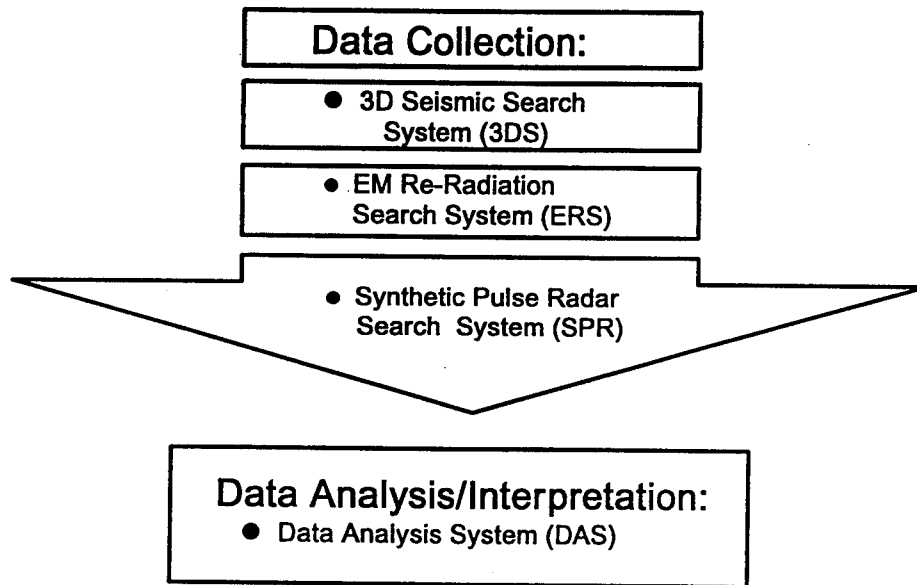 Data Collection:
● 3D Seismic Search
System (3DS)
● EM Re-Radiation
Search System (ERS)
● Synthetic Pulse Radar
Search System (SPR)
Data Analysis/Interpretation:
● Data Analysis System (DAS)